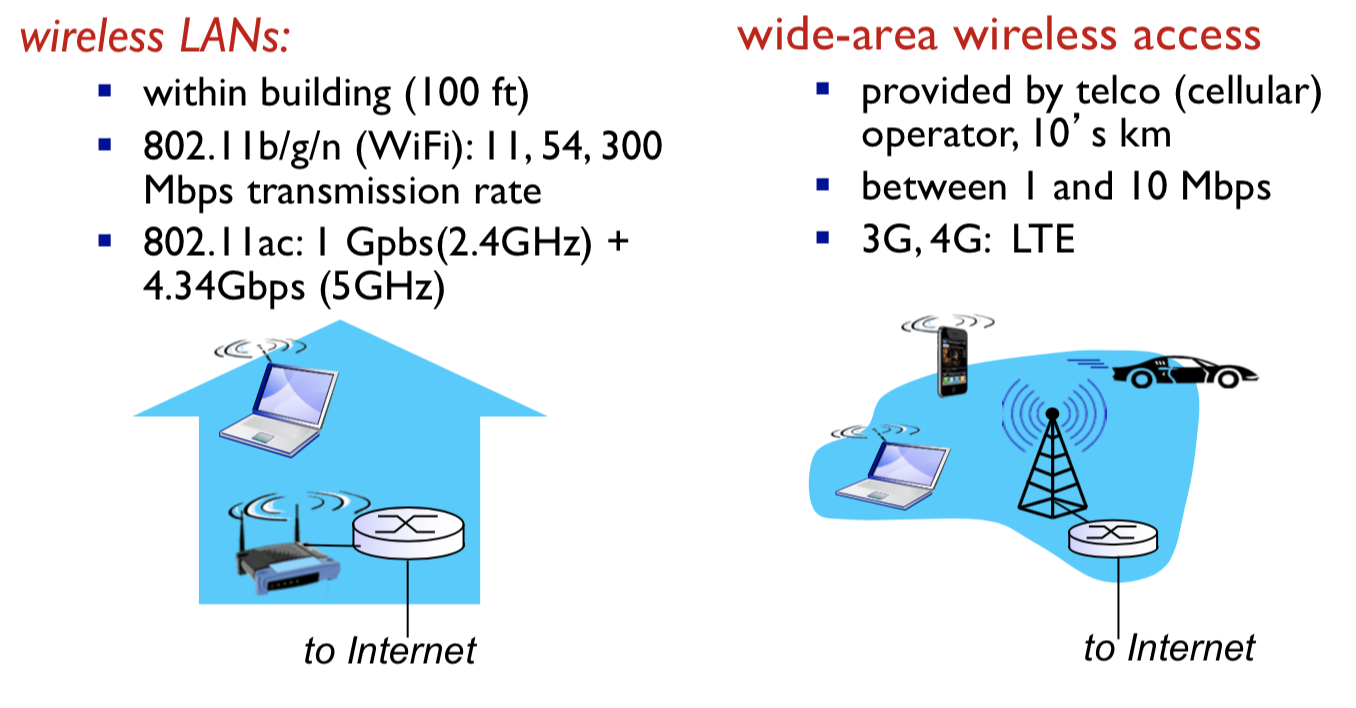 wireless LANs:
within building (100 ft)
802.11b/g/n (WiFi): 11, 54, 300
Mbps transmission rate
802.11ac: 1 Gpbs(2.4GHz) +
4.34Gbps (5GHz)
to Internet
wide-area wireless access
provided by telco (cellular)
operator, 10’ s km
between 1 and 10 Mbps
3G, 4G: LTE
to Internet